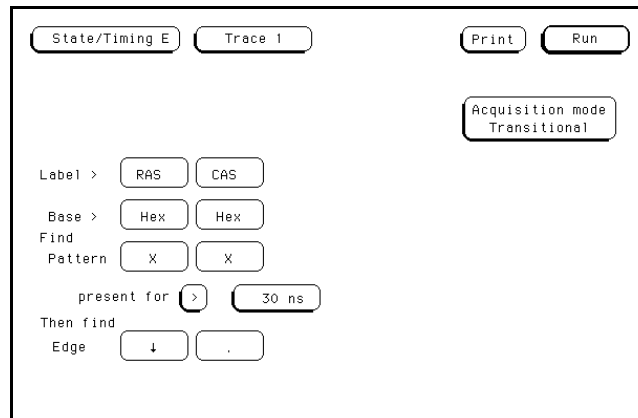 State/Timing E Trace 1 Print Run
Acquisition mode
Transitional
Label > RAS CAS
Base > Hex Hex
Find
Pattern X X
present for > 30 ns
Then find
Edge ↓ .